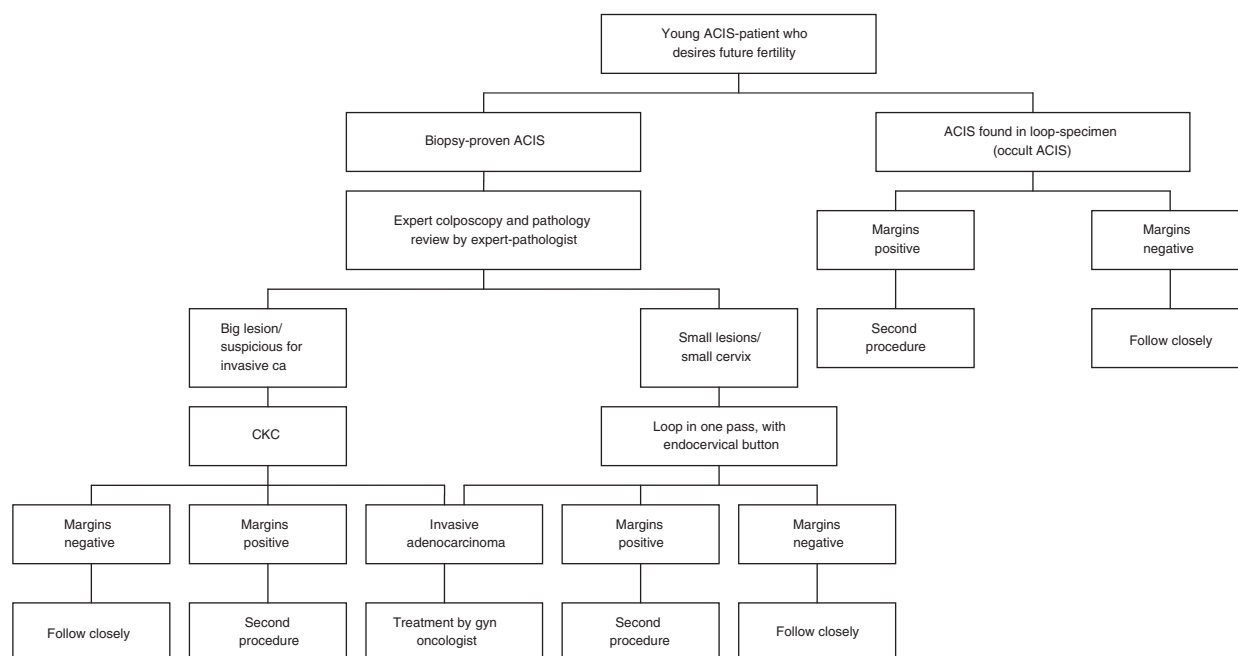 Young ACIS-patient who
desires future fertility
Biopsy-proven ACIS
ACIS found in loop-specimen
(occult ACIS)
Expert colposcopy and pathology
review by expert-pathologist
Margins
positive
Margins
negative
Big lesion/
suspicious for
invasive ca
Small lesions/
small cervix
Second
procedure
Follow closely
CKC
Loop in one pass, with
endocervical button
Margins
negative
Margins
positive
Invasive
adenocarcinoma
Margins
positive
Margins
negative
Follow closely
Second
procedure
Treatment by gyn
oncologist
Second
procedure
Follow closely